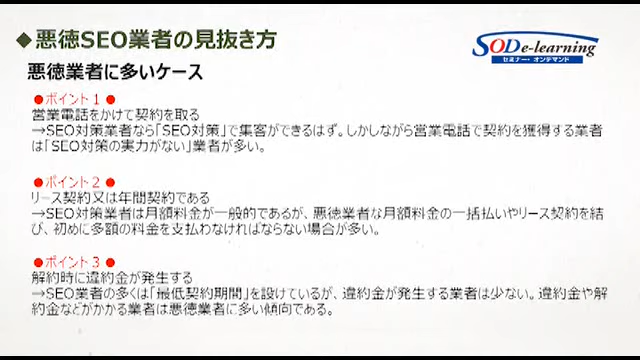 ◆悪徳SEO業者の見抜き方
SOD e-learning
セミナー・オンデマンド
悪徳業者に多いケース
●ポイント１
営業電話をかけて契約を取る
→SEO対策業者なら「SEO対策」で集客ができるはず。しかしながら営業電話で契約を獲得する業者
は「SEO対策の実力がない」業者が多い。
●ポイント２
リース契約又は年間契約である
→SEO対策業者は月額料金が一般的であるが、悪徳業者な月額料金の一括払いやリース契約を結
び、初めに多額の料金を支払わなければならない場合が多い。
●ポイント３
解約時に違約金が発生する
→SEO業者の多くは「最低契約期間」を設けているが、違約金が発生する業者は少ない。違約金や解
約金などがかかる業者は悪徳業者に多い傾向である。